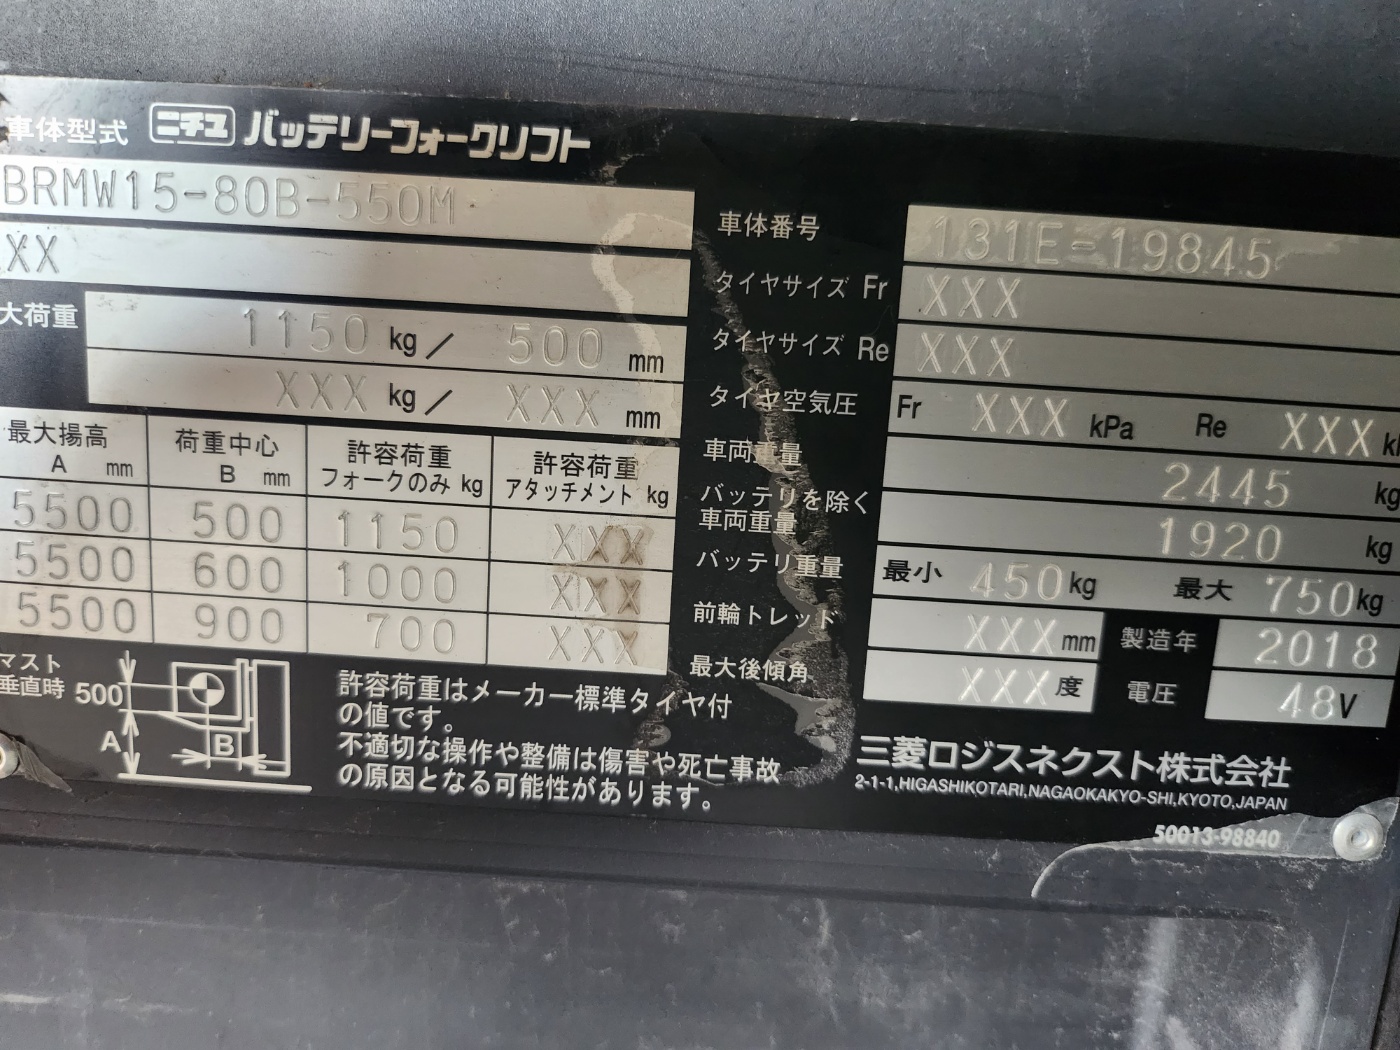 車体型式 ニチユ バッテリーフォークリフト
BRMW15-80B-550M
XX
大荷重 1150 kg／ 500 mm
XXX kg／ XXX mm
最大揚高 A mm 荷重中心 B mm 許容荷重 フォークのみ kg 許容荷重 アタッチメント kg
5500 500 1150 XXX
5500 600 1000 XXX
5500 900 700 XXX
マスト
垂直時
500
A
B
許容荷重はメーカー標準タイヤ付
の値です。
不適切な操作や整備は傷害や死亡事故
の原因となる可能性があります。
車体番号 131E-19845
タイヤサイズ Fr XXX
タイヤサイズ Re XXX
タイヤ空気圧 Fr XXX kPa Re XXX
車両重量 2445 kg
バッテリを除く
車両重量 1920 kg
バッテリ重量 最小 450kg 最大 750kg
前輪トレッド XXX mm 製造年 2018
最大後傾角 XXX度 電圧 48V
三菱ロジスネクスト株式会社
2-1-1,HIGASHIKOTARI,NAGAOKAKYO-SHI,KYOTO,JAPAN
50013-98840